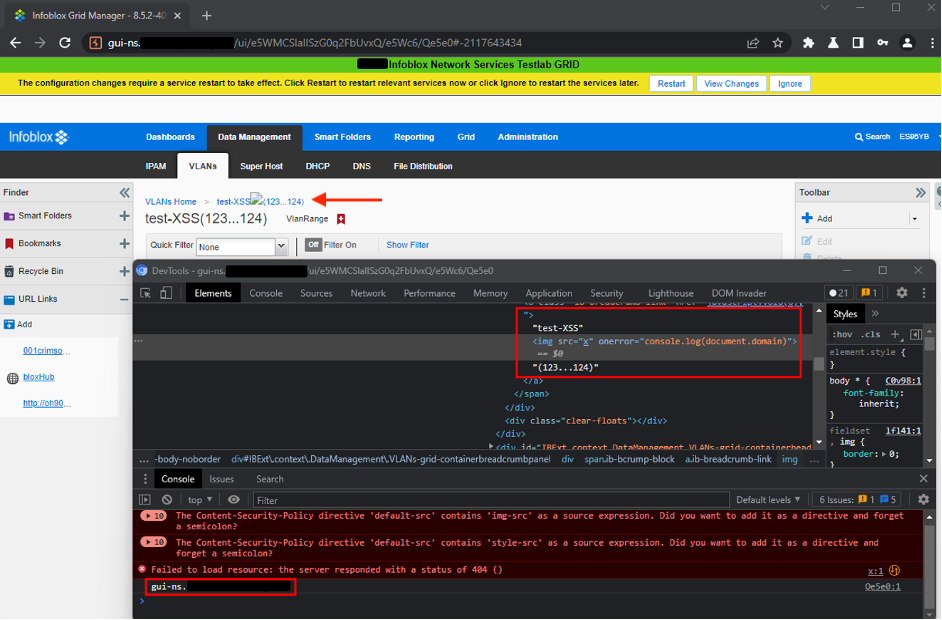 Infoblox Grid Manager - 8.5.2-40
gui-ns. /ui/e5WMCSIallSzG0q2FbUvxQ/e5Wc6/Qe5e0#-2117643434
Infoblox Network Services Testlab GRID
The configuration changes require a service restart to take effect. Click Restart to restart relevant services now or click Ignore to restart the services later. Restart View Changes Ignore
Infoblox Dashboards Data Management Smart Folders Reporting Grid Administration Search ES95YB
IPAM VLANs Super Host DHCP DNS File Distribution
Finder
Smart Folders
Bookmarks
Recycle Bin
URL Links
Add
001crimso...
bloxHub
http://oh90...
VLANs Home > test-XSS (123...124)
test-XSS(123...124) VlanRange
Quick Filter None Off Filter On Show Filter
Toolbar
Add
Edit
Delete
DevTools - gui-ns. /ui/e5WMCSIallSzG0q2FbUvxQ/e5Wc6/Qe5e0
Elements Console Sources Network Performance Memory Application Security Lighthouse DOM Invader 21 1
">
"test-XSS"
<img src="x" onerror="console.log(document.domain)">
== $0
"(123...124)"
</a>
</span>
</div>
<div class="clear-floats"></div>
</div>
<div id="IBExt context DataManagement VLANs-grid-containerbread
Styles
:hov .cls
element.style {
}
body * { C0v98:1
font-family:
inherit;
}
fieldset lfl41:1
, img {
border: 0;
}
... -body-noborder div#IBExt\.context\.DataManagement\.VLANs-grid-containerbreadcrumbpanel div span.ib-bcrump-block a.ib-breadcrumb-link img ...
Console Issues Search
top Filter Default levels 6 Issues: 1 5
10 The Content-Security-Policy directive 'default-src' contains 'img-src' as a source expression. Did you want to add it as a directive and forget
a semicolon?
10 The Content-Security-Policy directive 'default-src' contains 'style-src' as a source expression. Did you want to add it as a directive and
forget a semicolon?
Failed to load resource: the server responded with a status of 404 () x:1
gui-ns. Qe5e0:1